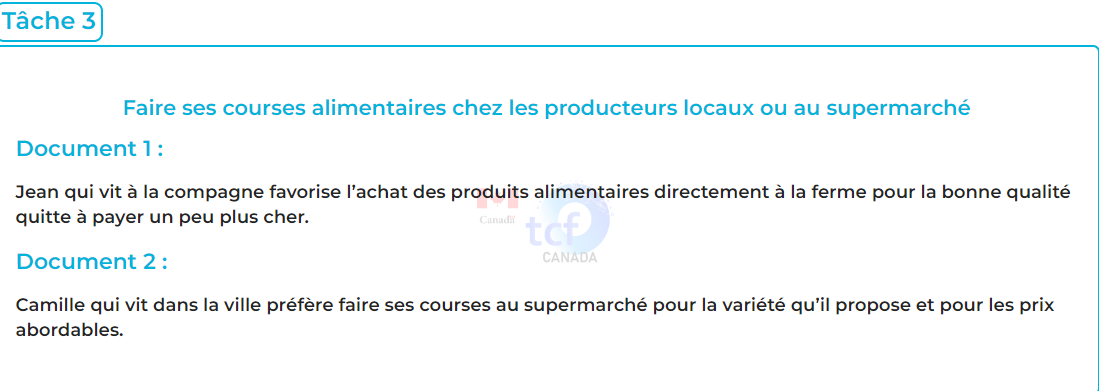 Tâche 3
Faire ses courses alimentaires chez les producteurs locaux ou au supermarché
Document 1 :
Jean qui vit à la compagne favorise l’achat des produits alimentaires directement à la ferme pour la bonne qualité
quitte à payer un peu plus cher.
Canada
tcf
CANADA
Document 2 :
Camille qui vit dans la ville préfère faire ses courses au supermarché pour la variété qu’il propose et pour les prix
abordables.